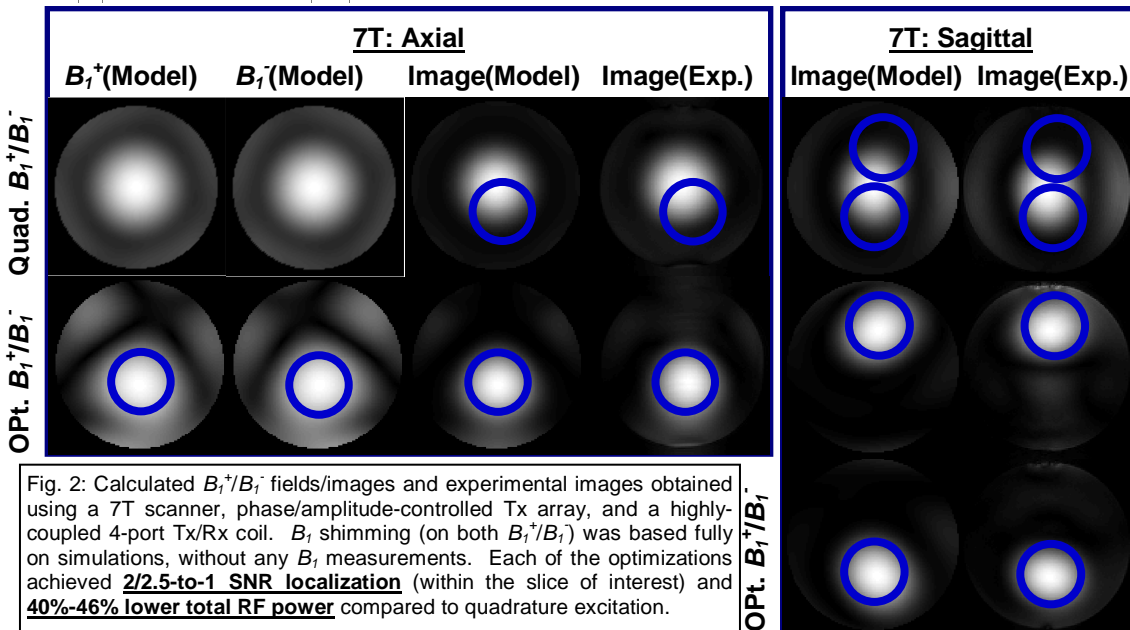 7T: Axial
B₁⁺(Model) B₁⁻(Model) Image(Model) Image(Exp.)
Quad. B₁⁺/B₁⁻
OPt. B₁⁺/B₁⁻
7T: Sagittal
Image(Model) Image(Exp.)
OPt. B₁⁺/B₁⁻
Fig. 2: Calculated B₁⁺/B₁⁻ fields/images and experimental images obtained
using a 7T scanner, phase/amplitude-controlled Tx array, and a highly-
coupled 4-port Tx/Rx coil. B₁ shimming (on both B₁⁺/B₁⁻) was based fully
on simulations, without any B₁ measurements. Each of the optimizations
achieved 2/2.5-to-1 SNR localization (within the slice of interest) and
40%-46% lower total RF power compared to quadrature excitation.